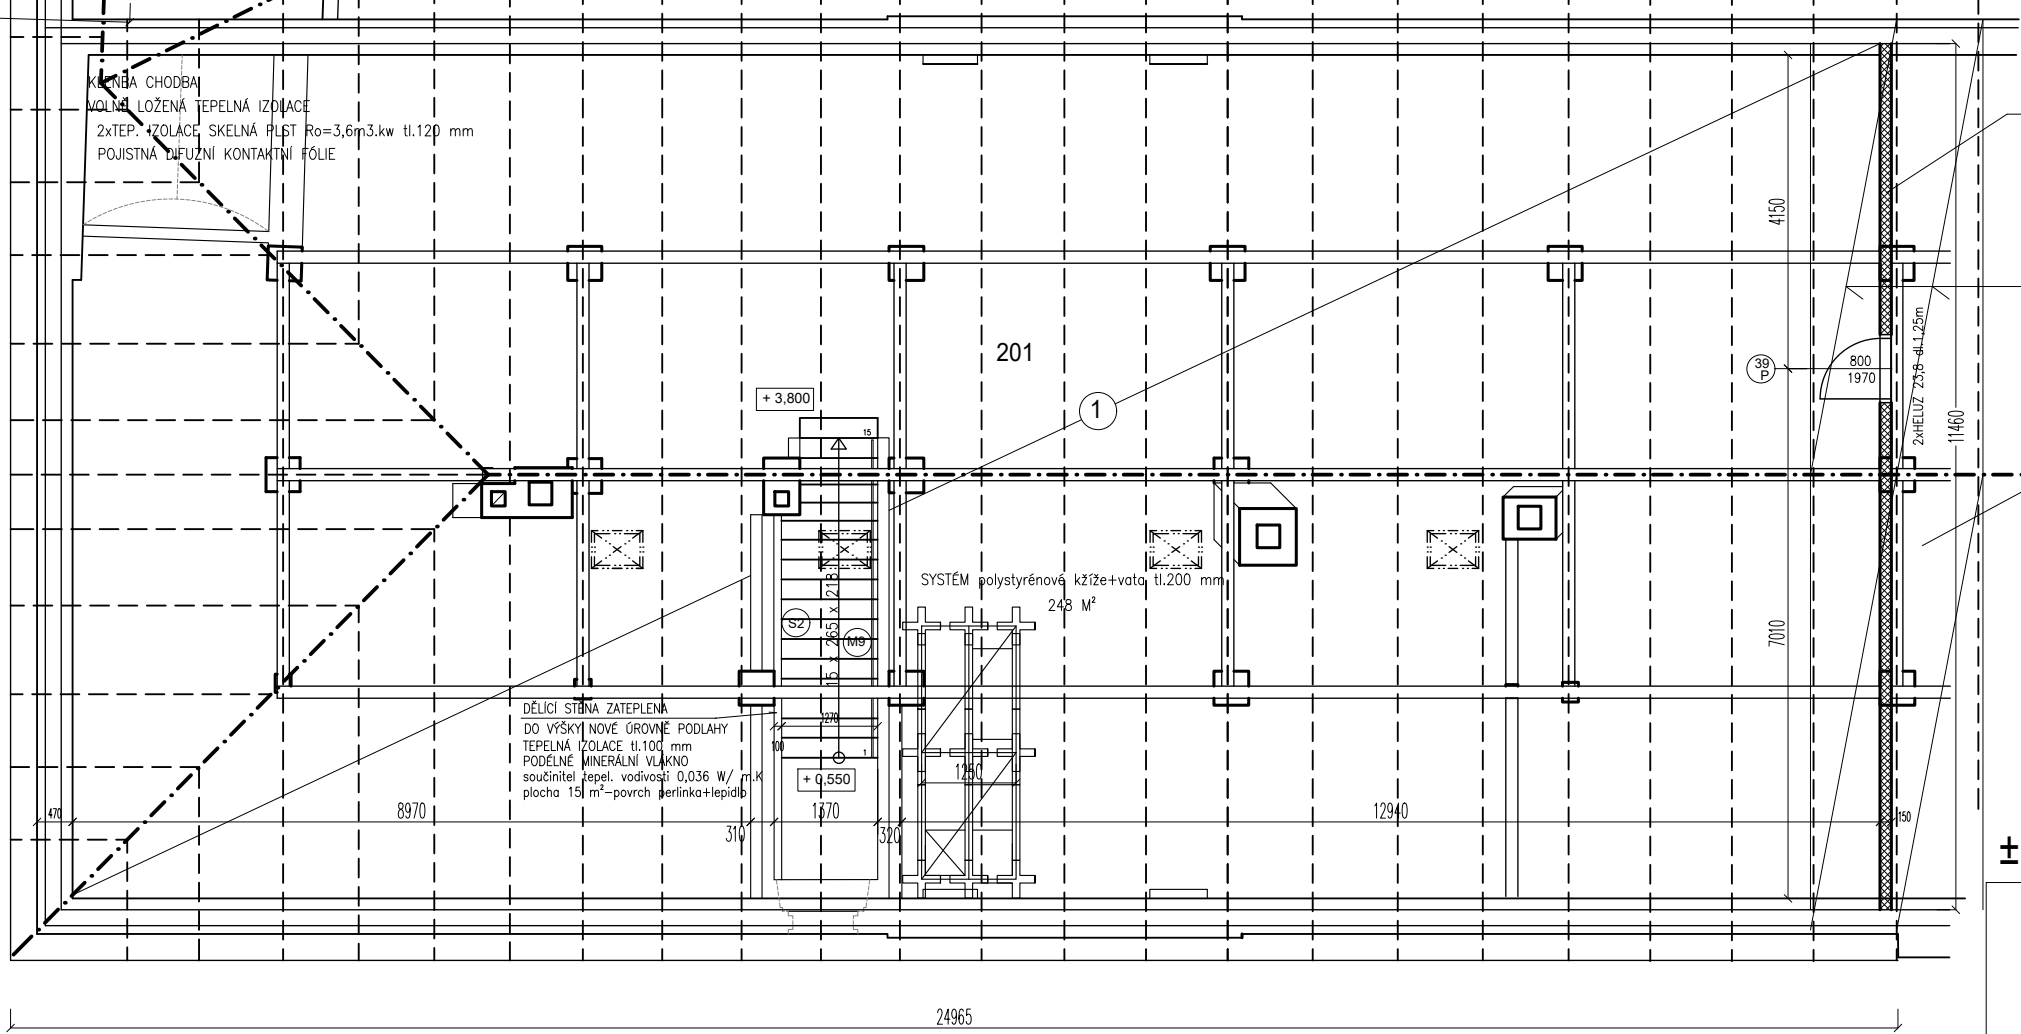 KLENBA CHODBA
VOLNĚ LOŽENÁ TEPELNÁ IZOLACE
2xTEP. IZOLACE SKELNÁ PLST Ro=3,6m3.kw tl.120 mm
POJISTNÁ DIFUZNÍ KONTAKTNÍ FÓLIE
4150
201
2xHELUZ 23,8 dl.1,25m
39
P
800
1970
+ 3,800
1
11460
15
SYSTÉM polystyrénové kžíže+vata tl.200 mm
248 M²
15 x 265 x 218
S2
M9
7010
DĚLÍCÍ STĚNA ZATEPLENA
DO VÝŠKY NOVÉ ÚROVNĚ PODLAHY
TEPELNÁ IZOLACE tl.100 mm
PODÉLNÉ MINERÁLNÍ VLÁKNO
součinitel tepel. vodivosti 0,036 W/ m.K
plocha 15 m²-povrch perlinka+lepidlo
1270
100
1
+ 0,550
1250
470
8970
310
1370
320
12940
150
±
24965